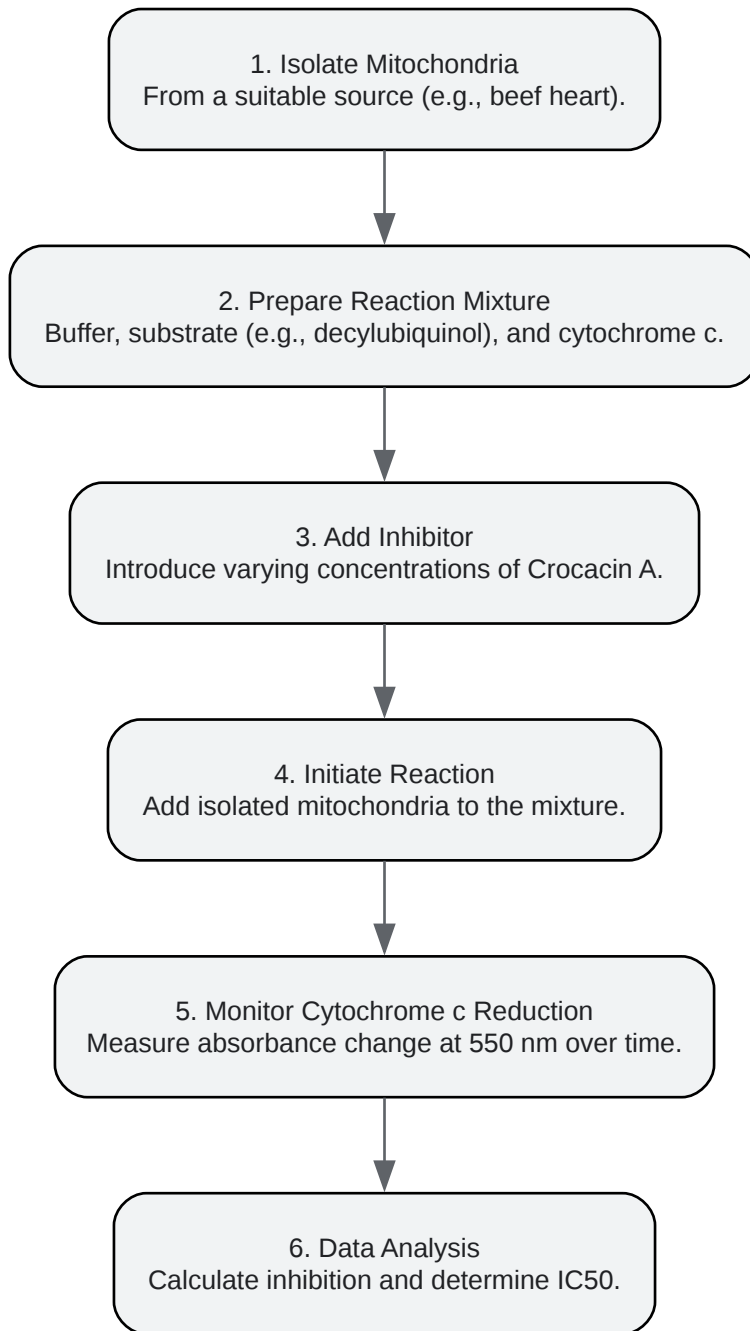 1. Isolate Mitochondria
From a suitable source (e.g., beef heart).
2. Prepare Reaction Mixture
Buffer, substrate (e.g., decylubiquinol), and cytochrome c.
3. Add Inhibitor
Introduce varying concentrations of Crocacin A.
4. Initiate Reaction
Add isolated mitochondria to the mixture.
5. Monitor Cytochrome c Reduction
Measure absorbance change at 550 nm over time.
6. Data Analysis
Calculate inhibition and determine IC50.